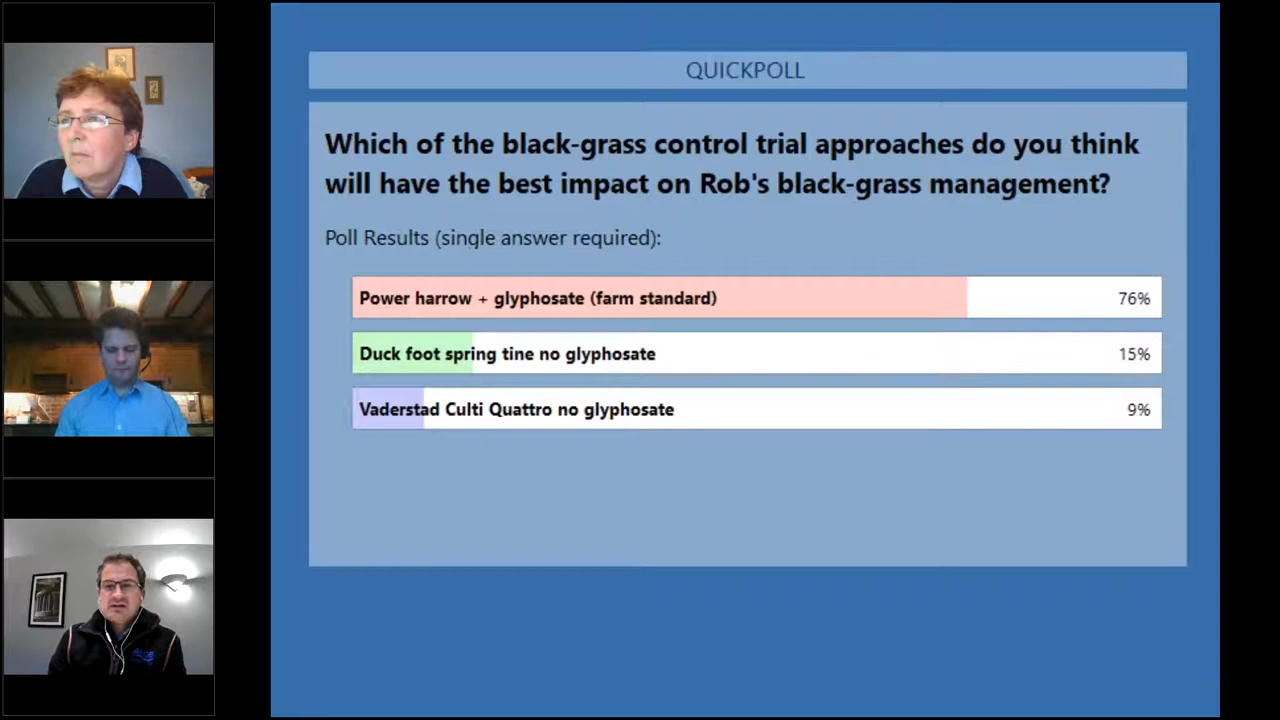 QUICKPOLL
Which of the black-grass control trial approaches do you think
will have the best impact on Rob's black-grass management?
Poll Results (single answer required):
Power harrow + glyphosate (farm standard) 76%
Duck foot spring tine no glyphosate 15%
Vaderstad Culti Quattro no glyphosate 9%